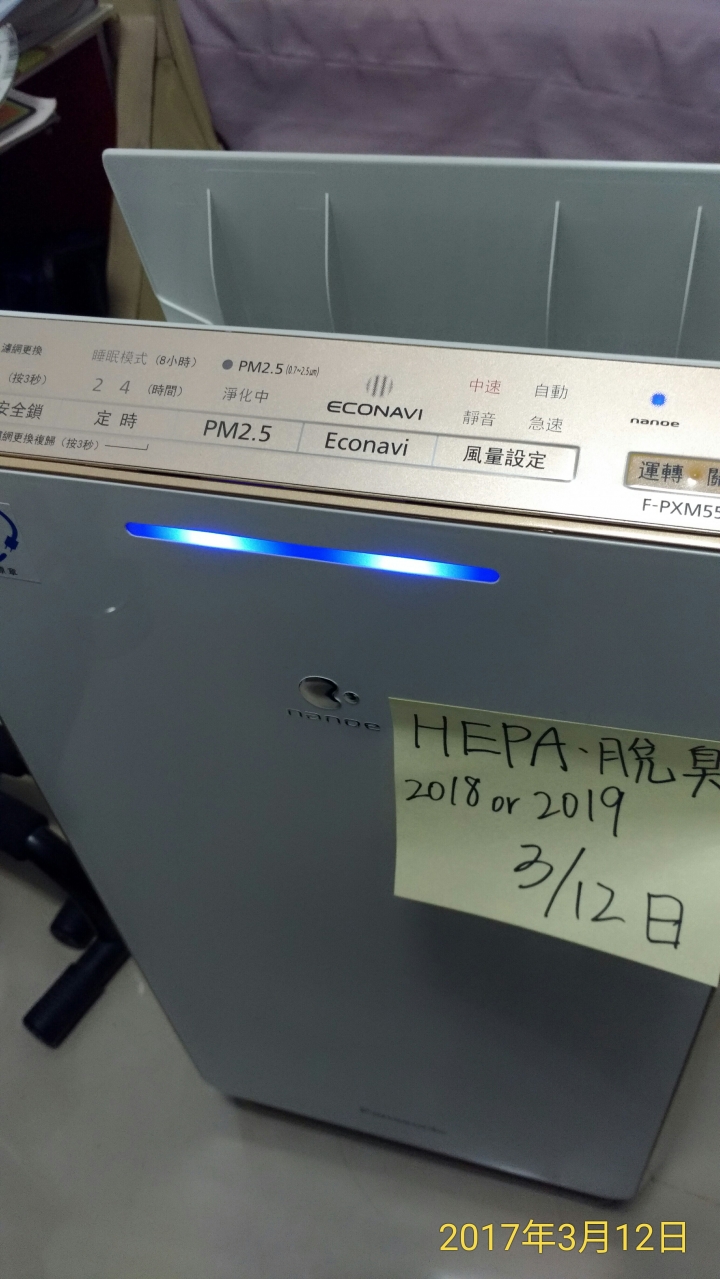 濾網更換
睡眠模式(8小時)
PM2.5(0.7~2.5um)
(按3秒)
2 4 (時間)
淨化中
ECONAVI
中速 自動
靜音 急速
nanoe
安全鎖
定時
PM2.5
Econavi
風量設定
運轉
網更換復歸(按3秒)
F-PXM55
nanoe
HEPA、脫臭
2018 or 2019
3/12日
Panasonic
2017年3月12日